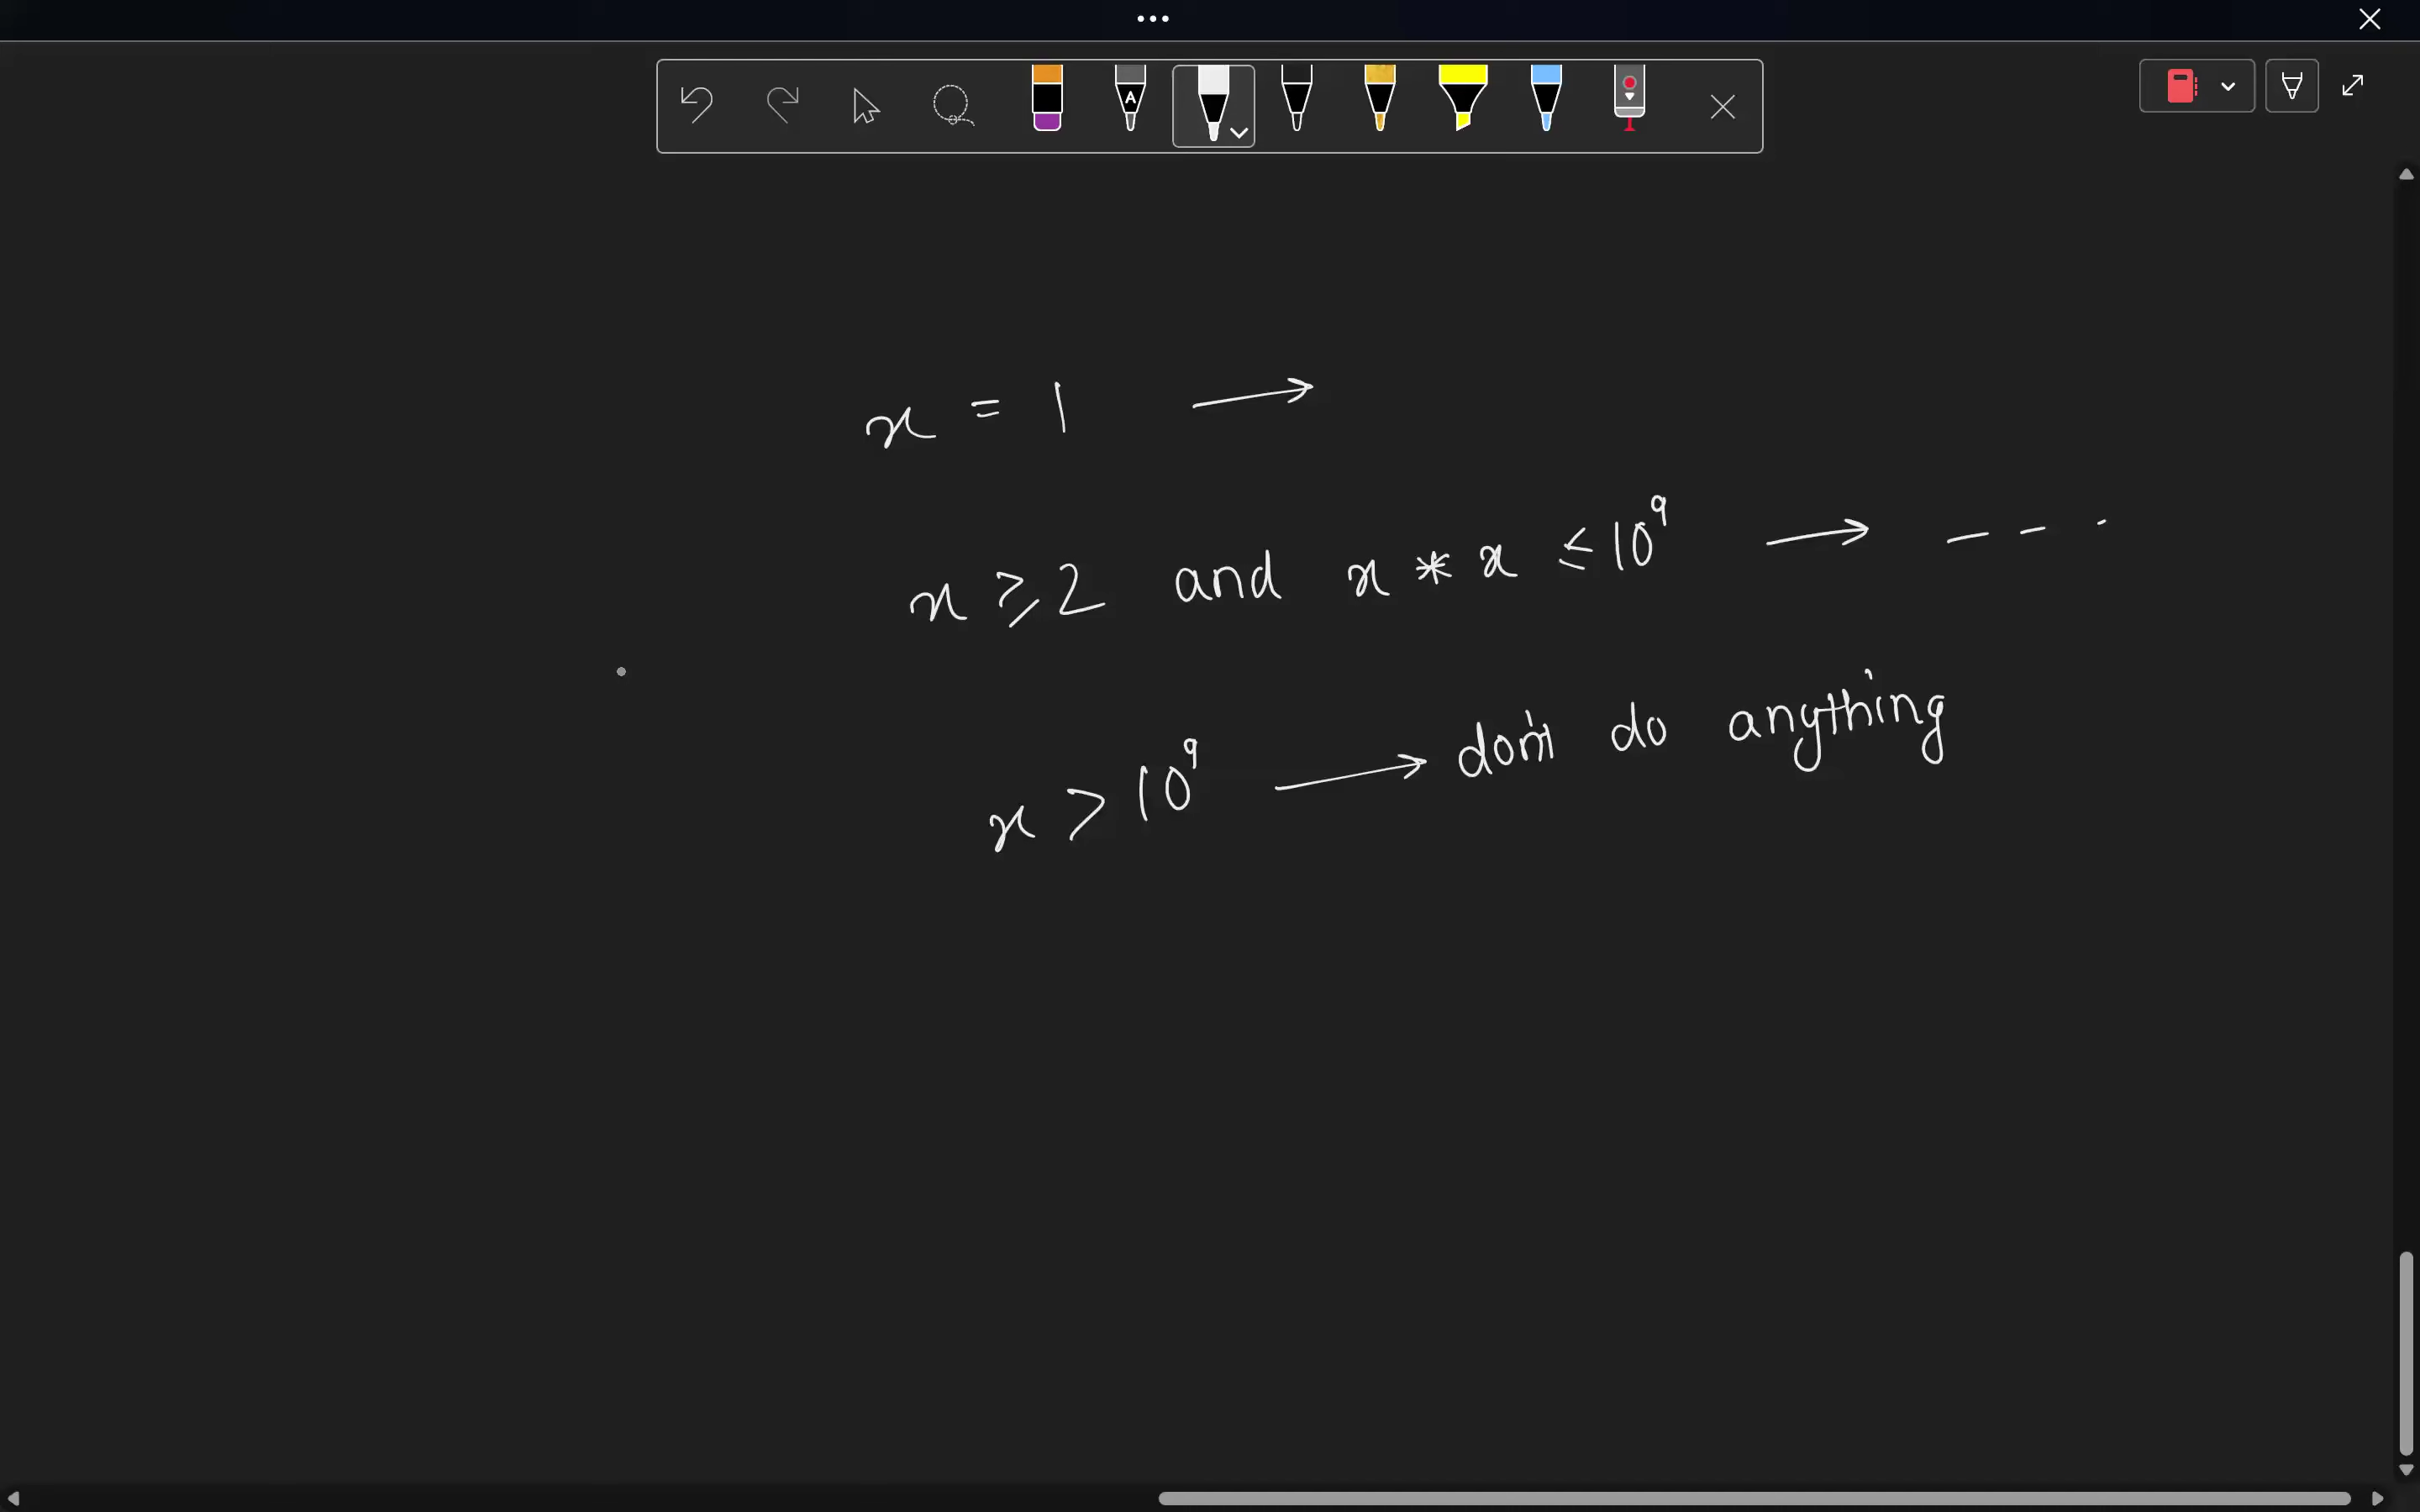 x = 1 →
x ≥ 2 and x * x ≤ 10⁹ → - - -
x > 10⁹ → don't do anything